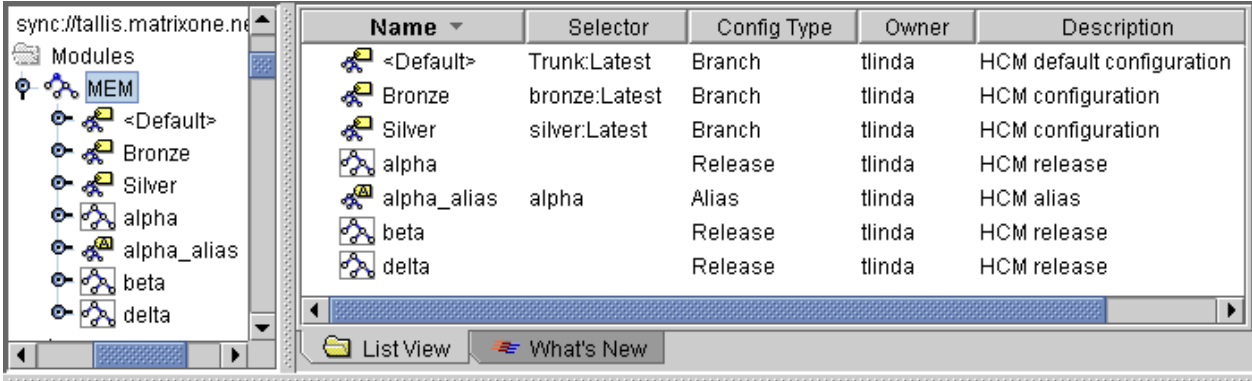 sync://tallis.matrixone.ne
Modules
MEM
<Default>
Bronze
Silver
alpha
alpha_alias
beta
delta
Name Selector Config Type Owner Description
<Default> Trunk:Latest Branch tlinda HCM default configuration
Bronze bronze:Latest Branch tlinda HCM configuration
Silver silver:Latest Branch tlinda HCM configuration
alpha Release tlinda HCM release
alpha_alias alpha Alias tlinda HCM alias
beta Release tlinda HCM release
delta Release tlinda HCM release
List View What's New